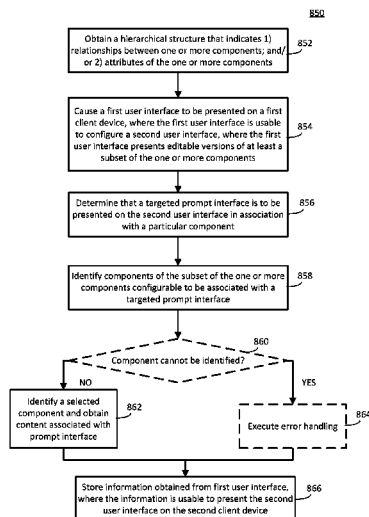 850
Obtain a hierarchical structure that indicates 1)
relationships between one or more components; and/
or 2) attributes of the one or more components
852
Cause a first user interface to be presented on a first
client device, where the first user interface is usable
to configure a second user interface, where the first
user interface presents editable versions of at least a
subset of the one or more components
854
Determine that a targeted prompt interface is to be
presented on the second user interface in association
with a particular component
856
Identify components of the subset of the one or more
components configurable to be associated with a
targeted prompt interface
858
860
Component cannot be identified?
NO
YES
Identify a selected
component and obtain
content associated with
prompt interface
862
Execute error handling
864
Store information obtained from first user interface,
where the information is usable to present the second
user interface on the second client device
866